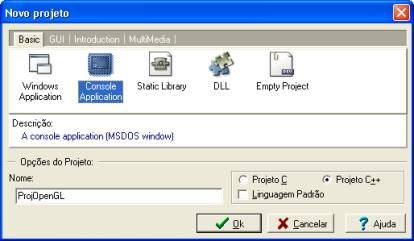 Novo projeto
Basic GUI Introduction MultiMedia
Windows Application
Console Application
Static Library
DLL
Empty Project
Descrição:
A console application (MSDOS window)
Opções do Projeto:
Nome:
ProjOpenGL
Projeto C
Projeto C++
Linguagem Padrão
Ok
Cancelar
Ajuda